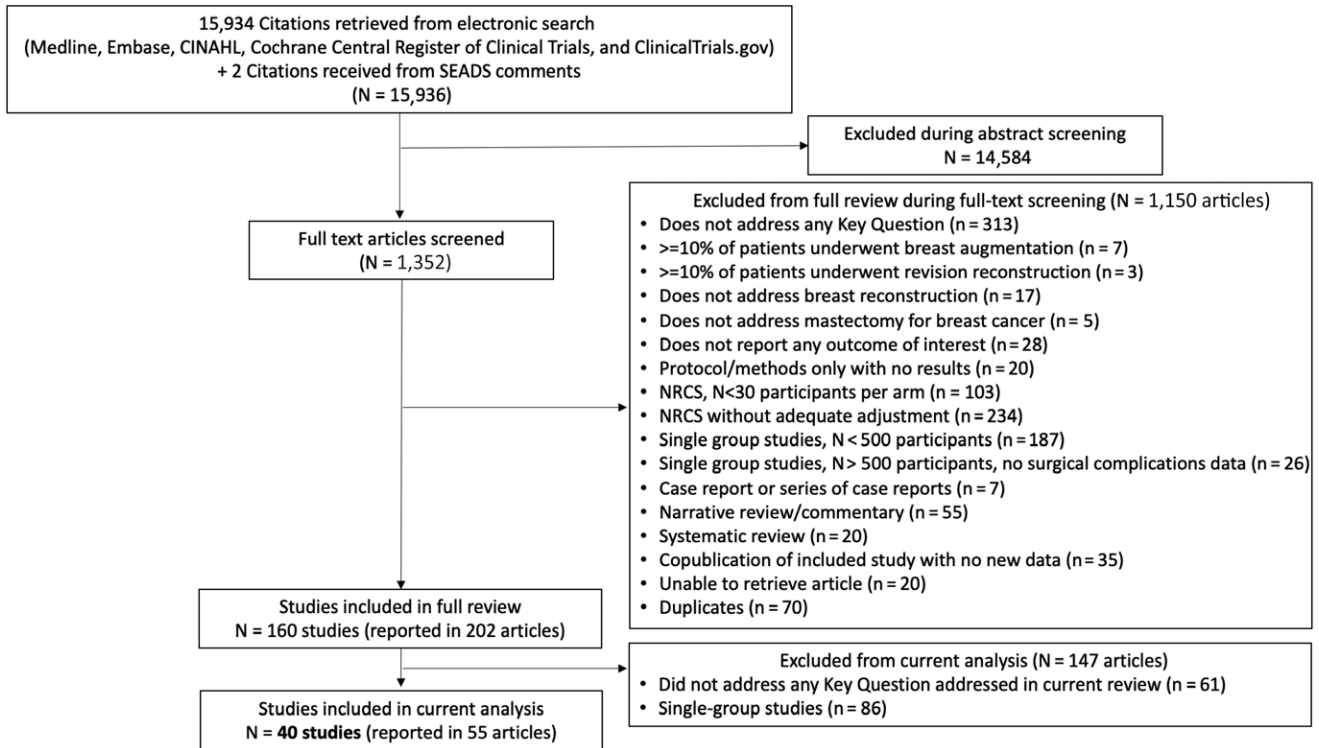 15,934 Citations retrieved from electronic search
(Medline, Embase, CINAHL, Cochrane Central Register of Clinical Trials, and ClinicalTrials.gov)
+ 2 Citations received from SEADS comments
(N = 15,936)
Excluded during abstract screening
N = 14,584
Full text articles screened
(N = 1,352)
Excluded from full review during full-text screening (N = 1,150 articles)
• Does not address any Key Question (n = 313)
• >=10% of patients underwent breast augmentation (n = 7)
• >=10% of patients underwent revision reconstruction (n = 3)
• Does not address breast reconstruction (n = 17)
• Does not address mastectomy for breast cancer (n = 5)
• Does not report any outcome of interest (n = 28)
• Protocol/methods only with no results (n = 20)
• NRCS, N<30 participants per arm (n = 103)
• NRCS without adequate adjustment (n = 234)
• Single group studies, N < 500 participants (n = 187)
• Single group studies, N > 500 participants, no surgical complications data (n = 26)
• Case report or series of case reports (n = 7)
• Narrative review/commentary (n = 55)
• Systematic review (n = 20)
• Copublication of included study with no new data (n = 35)
• Unable to retrieve article (n = 20)
• Duplicates (n = 70)
Studies included in full review
N = 160 studies (reported in 202 articles)
Excluded from current analysis (N = 147 articles)
• Did not address any Key Question addressed in current review (n = 61)
• Single-group studies (n = 86)
Studies included in current analysis
N = 40 studies (reported in 55 articles)